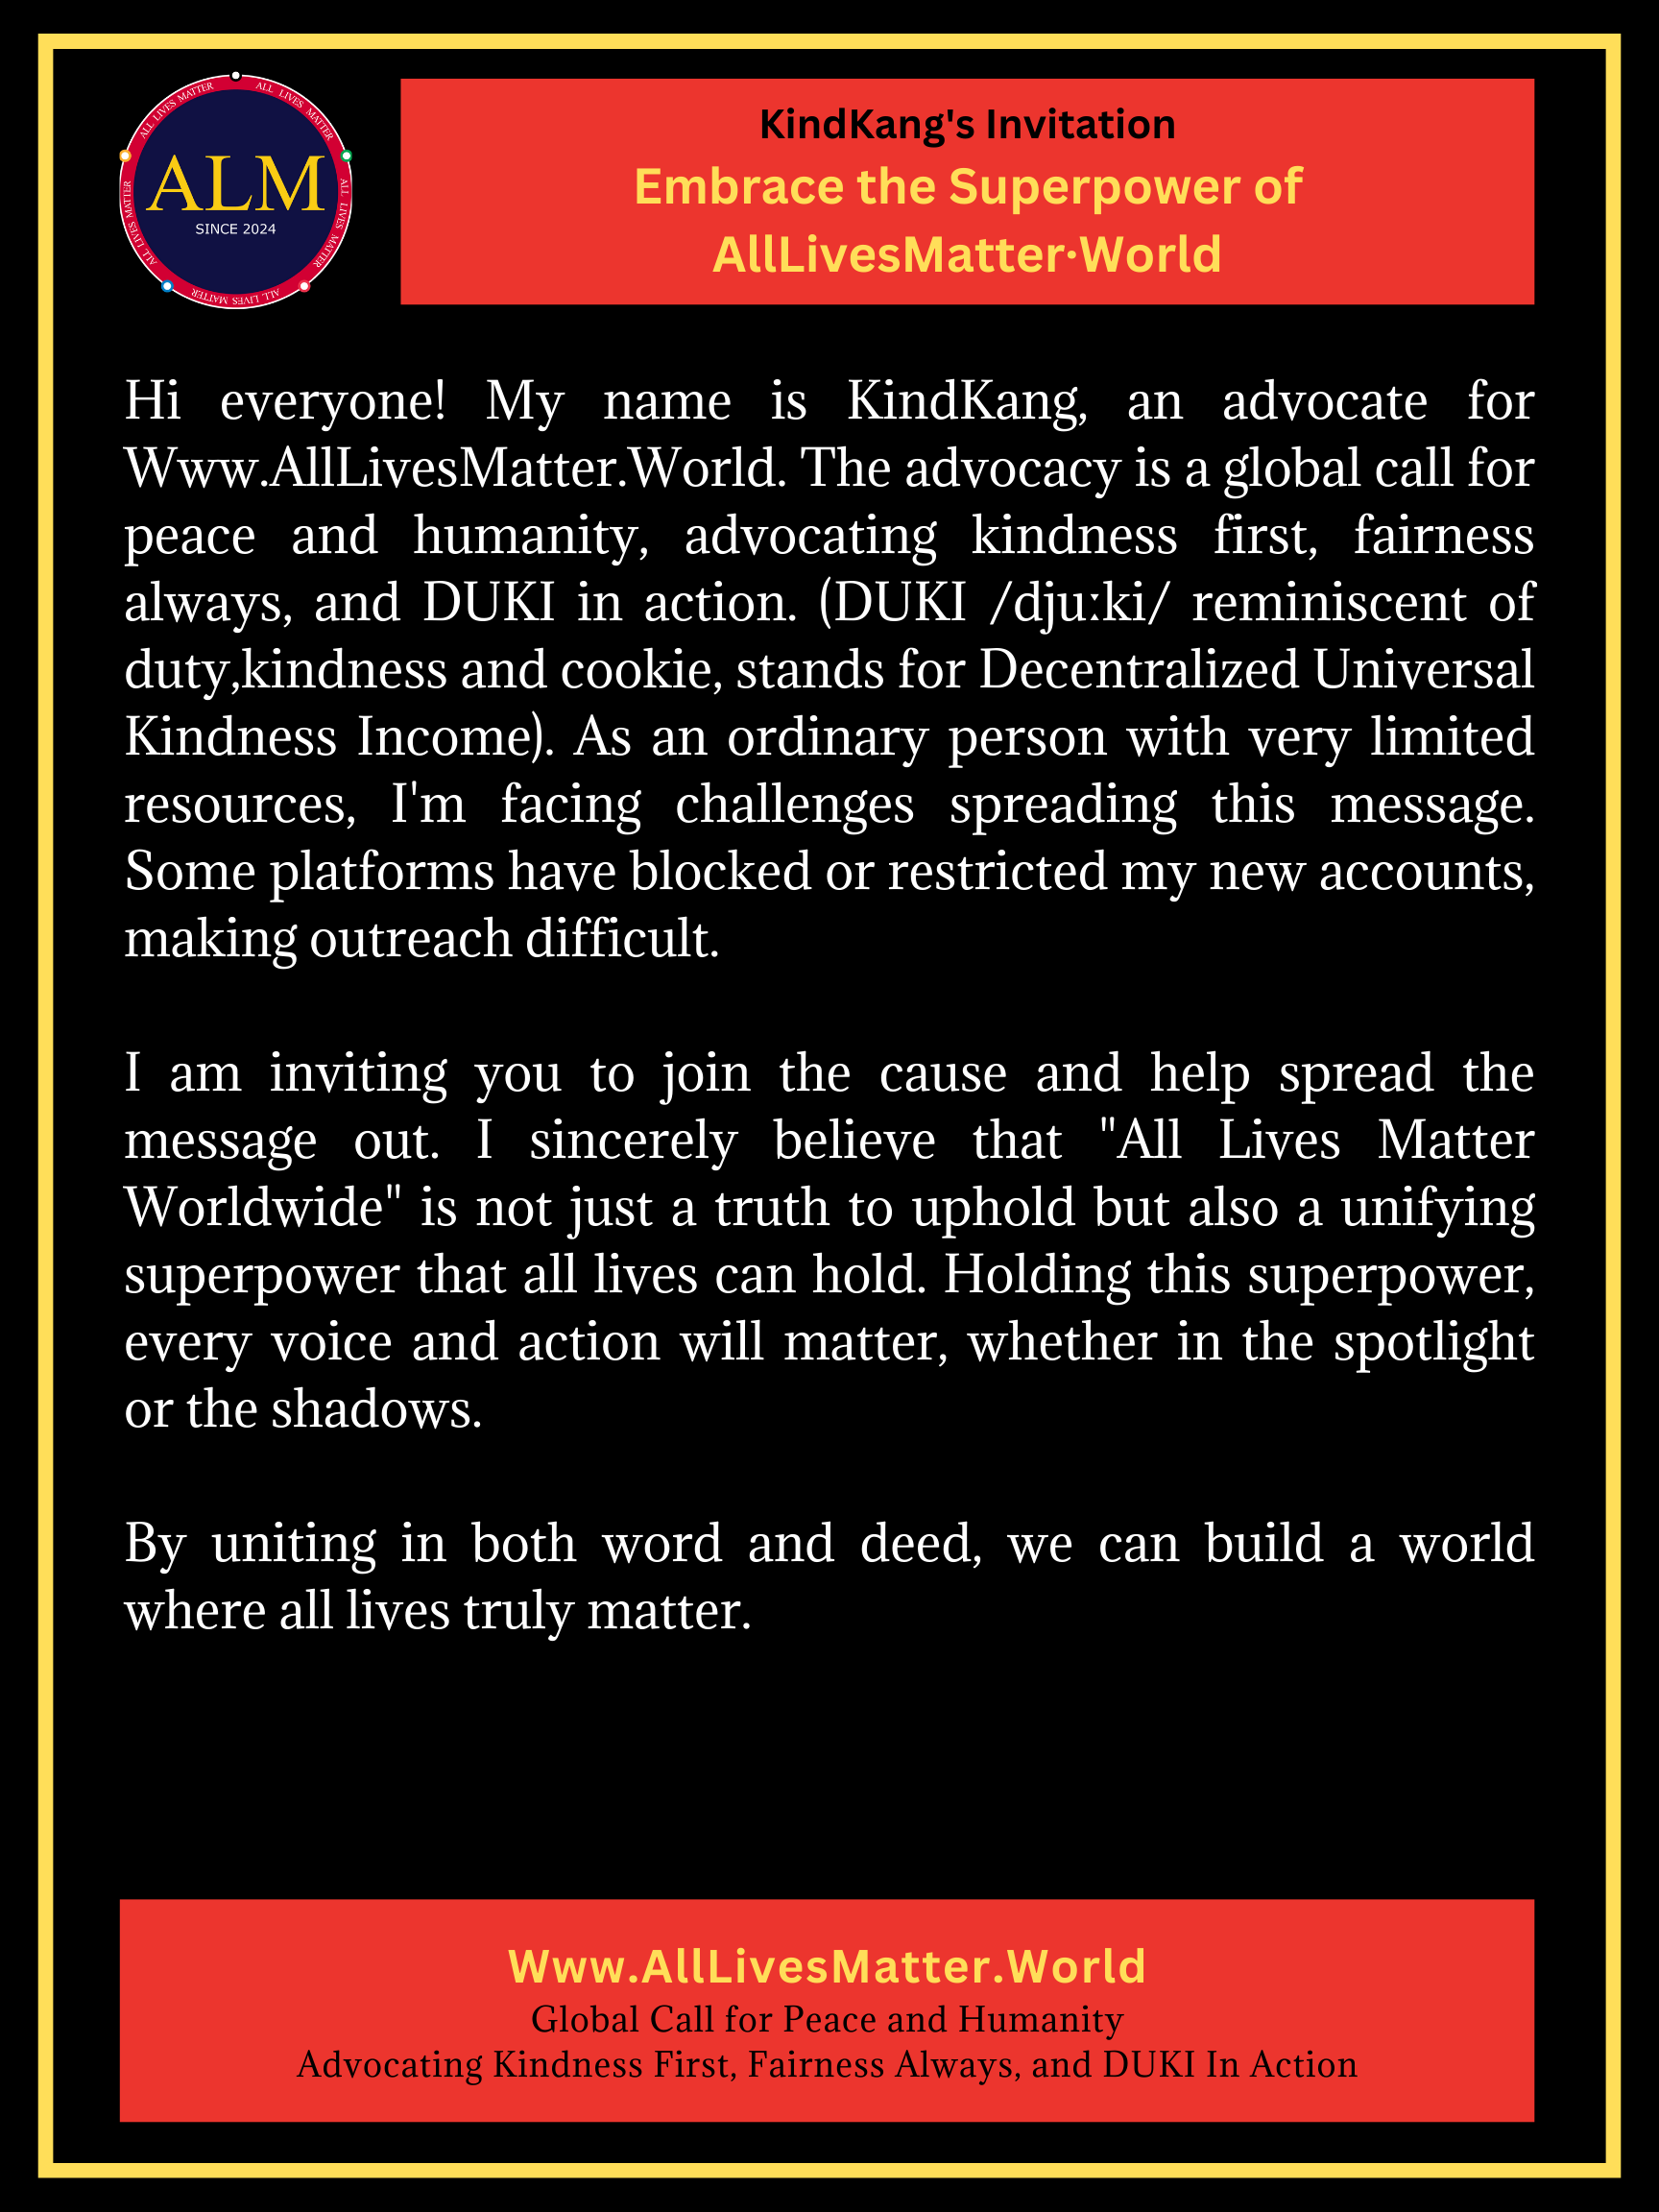 ALL LIVES MATTER
ALL LIVES MATTER
ALL LIVES MATTER
ALL LIVES MATTER
ALL LIVES MATTER
ALM
SINCE 2024
KindKang's Invitation
Embrace the Superpower of
AllLivesMatter·World
Hi everyone! My name is KindKang, an advocate for
Www.AllLivesMatter.World. The advocacy is a global call for
peace and humanity, advocating kindness first, fairness
always, and DUKI in action. (DUKI /djuːki/ reminiscent of
duty,kindness and cookie, stands for Decentralized Universal
Kindness Income). As an ordinary person with very limited
resources, I'm facing challenges spreading this message.
Some platforms have blocked or restricted my new accounts,
making outreach difficult.
I am inviting you to join the cause and help spread the
message out. I sincerely believe that "All Lives Matter
Worldwide" is not just a truth to uphold but also a unifying
superpower that all lives can hold. Holding this superpower,
every voice and action will matter, whether in the spotlight
or the shadows.
By uniting in both word and deed, we can build a world
where all lives truly matter.
Www.AllLivesMatter.World
Global Call for Peace and Humanity
Advocating Kindness First, Fairness Always, and DUKI In Action